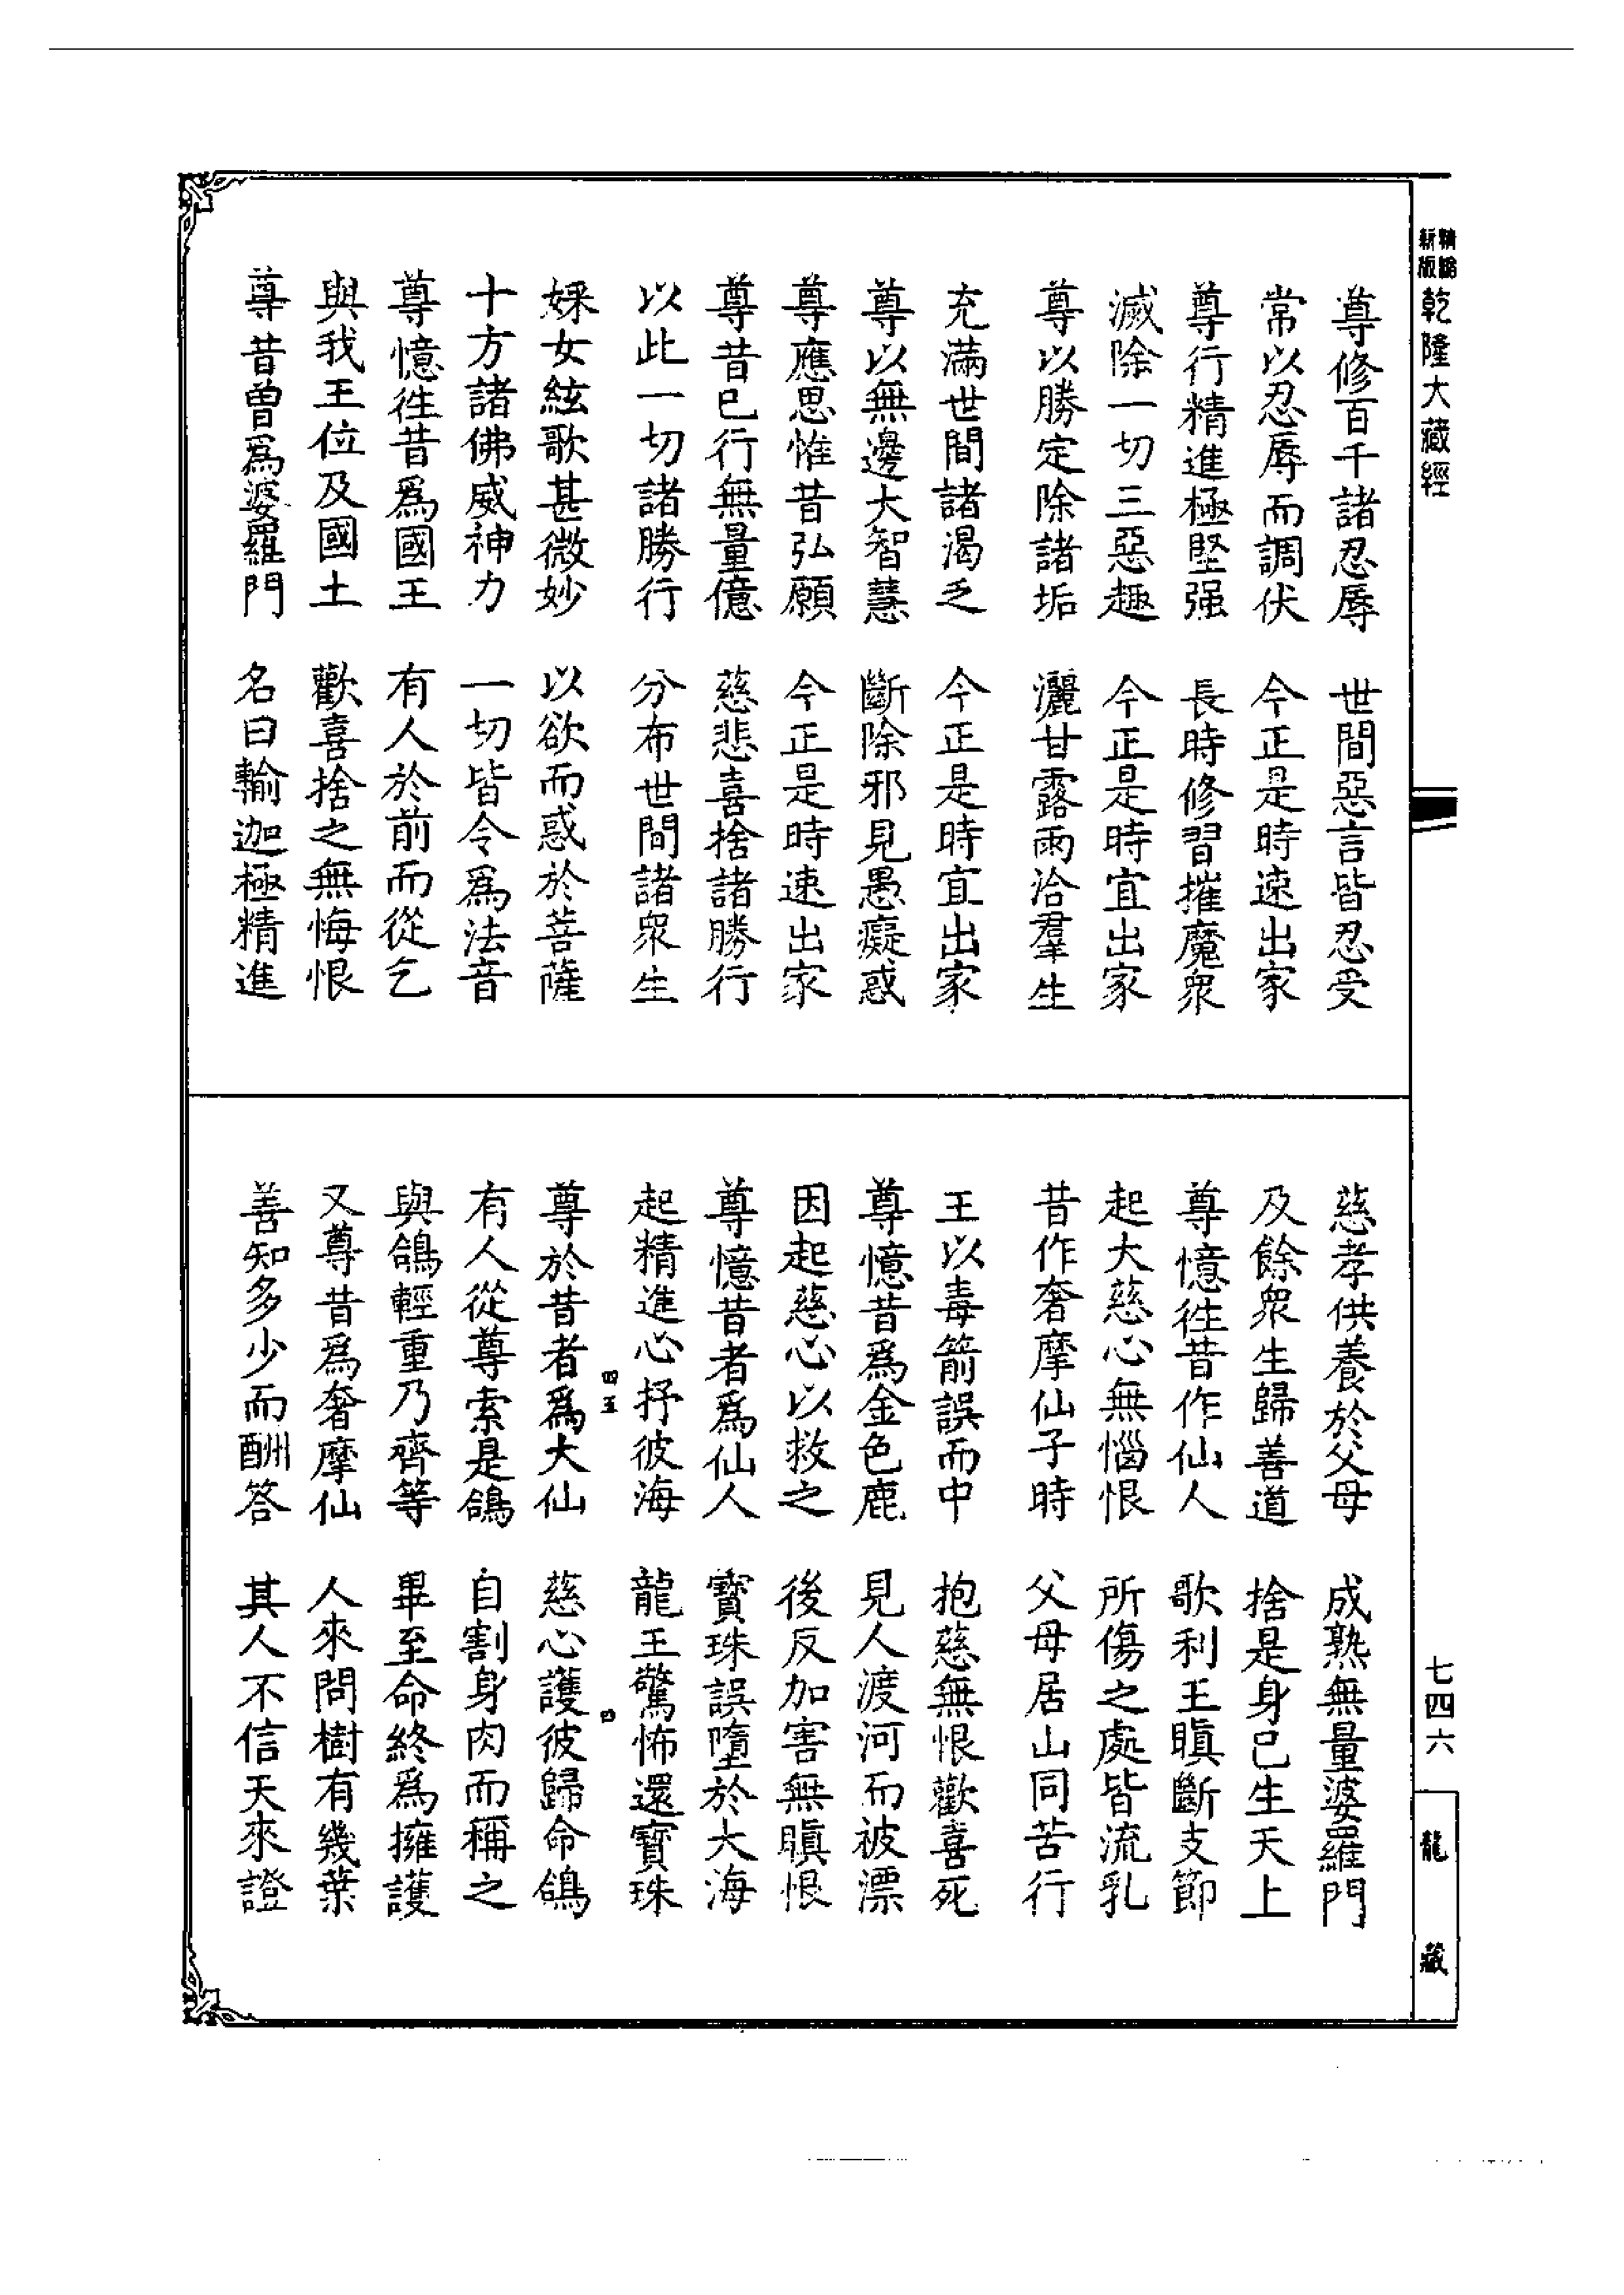 精縮新版乾隆大藏經
尊修百千諸忍辱　世間惡言皆忍受
常以忍辱而調伏　今正是時速出家
尊行精進極堅强　長時修習摧魔衆
滅除一切三惡趣　今正是時宜出家
尊以勝定除諸垢　灑甘露雨洽羣生
充滿世間諸渴乏　今正是時宜出家
尊以無邊大智慧　斷除邪見愚癡惑
尊應思惟昔弘願　今正是時速出家
尊昔已行無量億　慈悲喜捨諸勝行
以此一切諸勝行　分布世間諸衆生
婇女絃歌甚微妙　以欲而惑於菩薩
十方諸佛威神力　一切皆令爲法音
尊憶往昔爲國王　有人於前而從乞
與我王位及國土　歡喜捨之無悔恨
尊昔曾爲婆羅門　名曰輸迦極精進
慈孝供養於父母　成熟無量婆羅門
及餘衆生歸善道　捨是身已生天上
尊憶往昔作仙人　歌利王瞋斷支節
起大慈心無惱恨　所傷之處皆流乳
昔作奢摩仙子時　父母居山同苦行
王以毒箭誤而中　抱慈無恨歡喜死
尊憶昔爲金色鹿　見人渡河而被漂
因起慈心以救之　後反加害無瞋恨
尊憶昔者爲仙人　寶珠誤墮於大海
起精進心抒彼海　龍王驚怖還寶珠
四五
四
尊於昔者爲大仙　慈心護彼歸命鴿
有人從尊索是鴿　自割身肉而稱之
與鴿輕重乃齊等　畢至命終爲擁護
又尊昔爲奢摩仙　人來問樹有幾葉
善知多少而酬答　其人不信天來證
七四六
龍藏